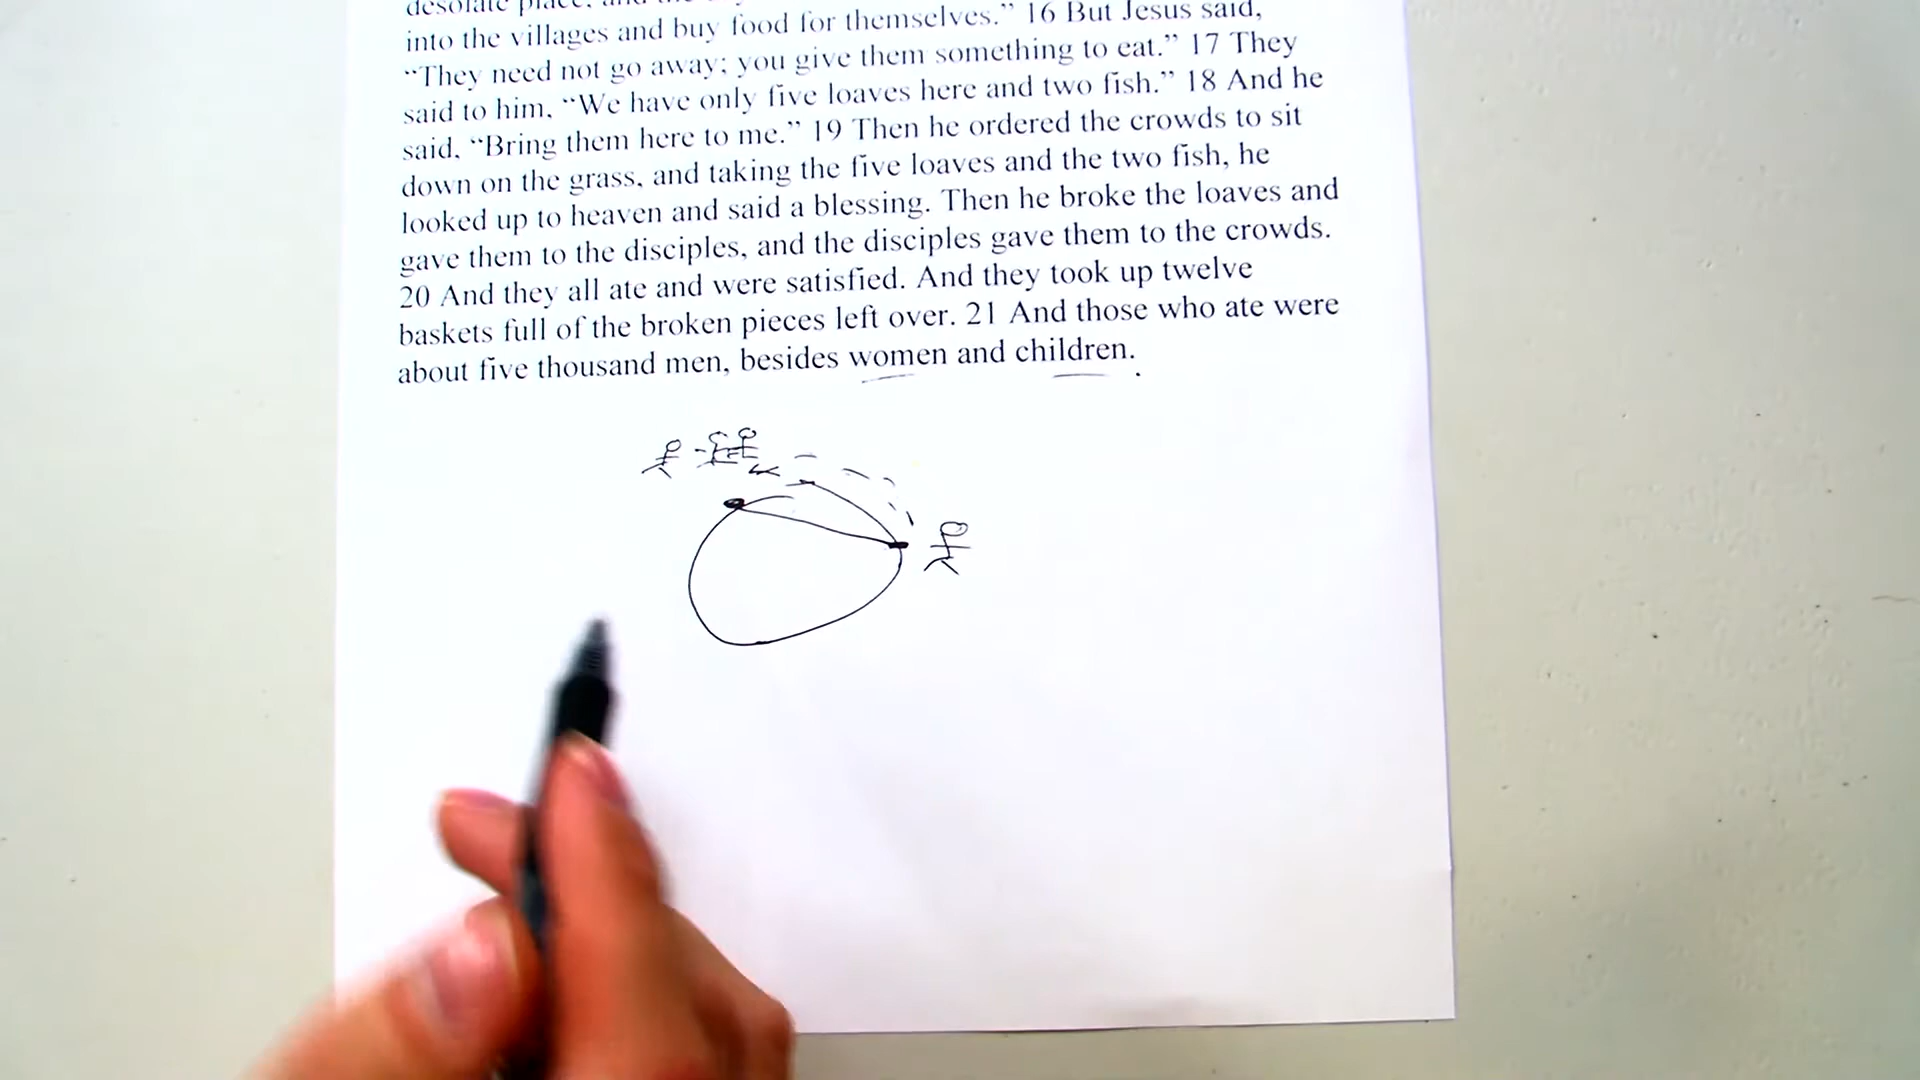 desolate place, and the
into the villages and buy food for themselves.” 16 But Jesus said,
“They need not go away; you give them something to eat.” 17 They
said to him, “We have only five loaves here and two fish.” 18 And he
said, “Bring them here to me.” 19 Then he ordered the crowds to sit
down on the grass, and taking the five loaves and the two fish, he
looked up to heaven and said a blessing. Then he broke the loaves and
gave them to the disciples, and the disciples gave them to the crowds.
20 And they all ate and were satisfied. And they took up twelve
baskets full of the broken pieces left over. 21 And those who ate were
about five thousand men, besides women and children.